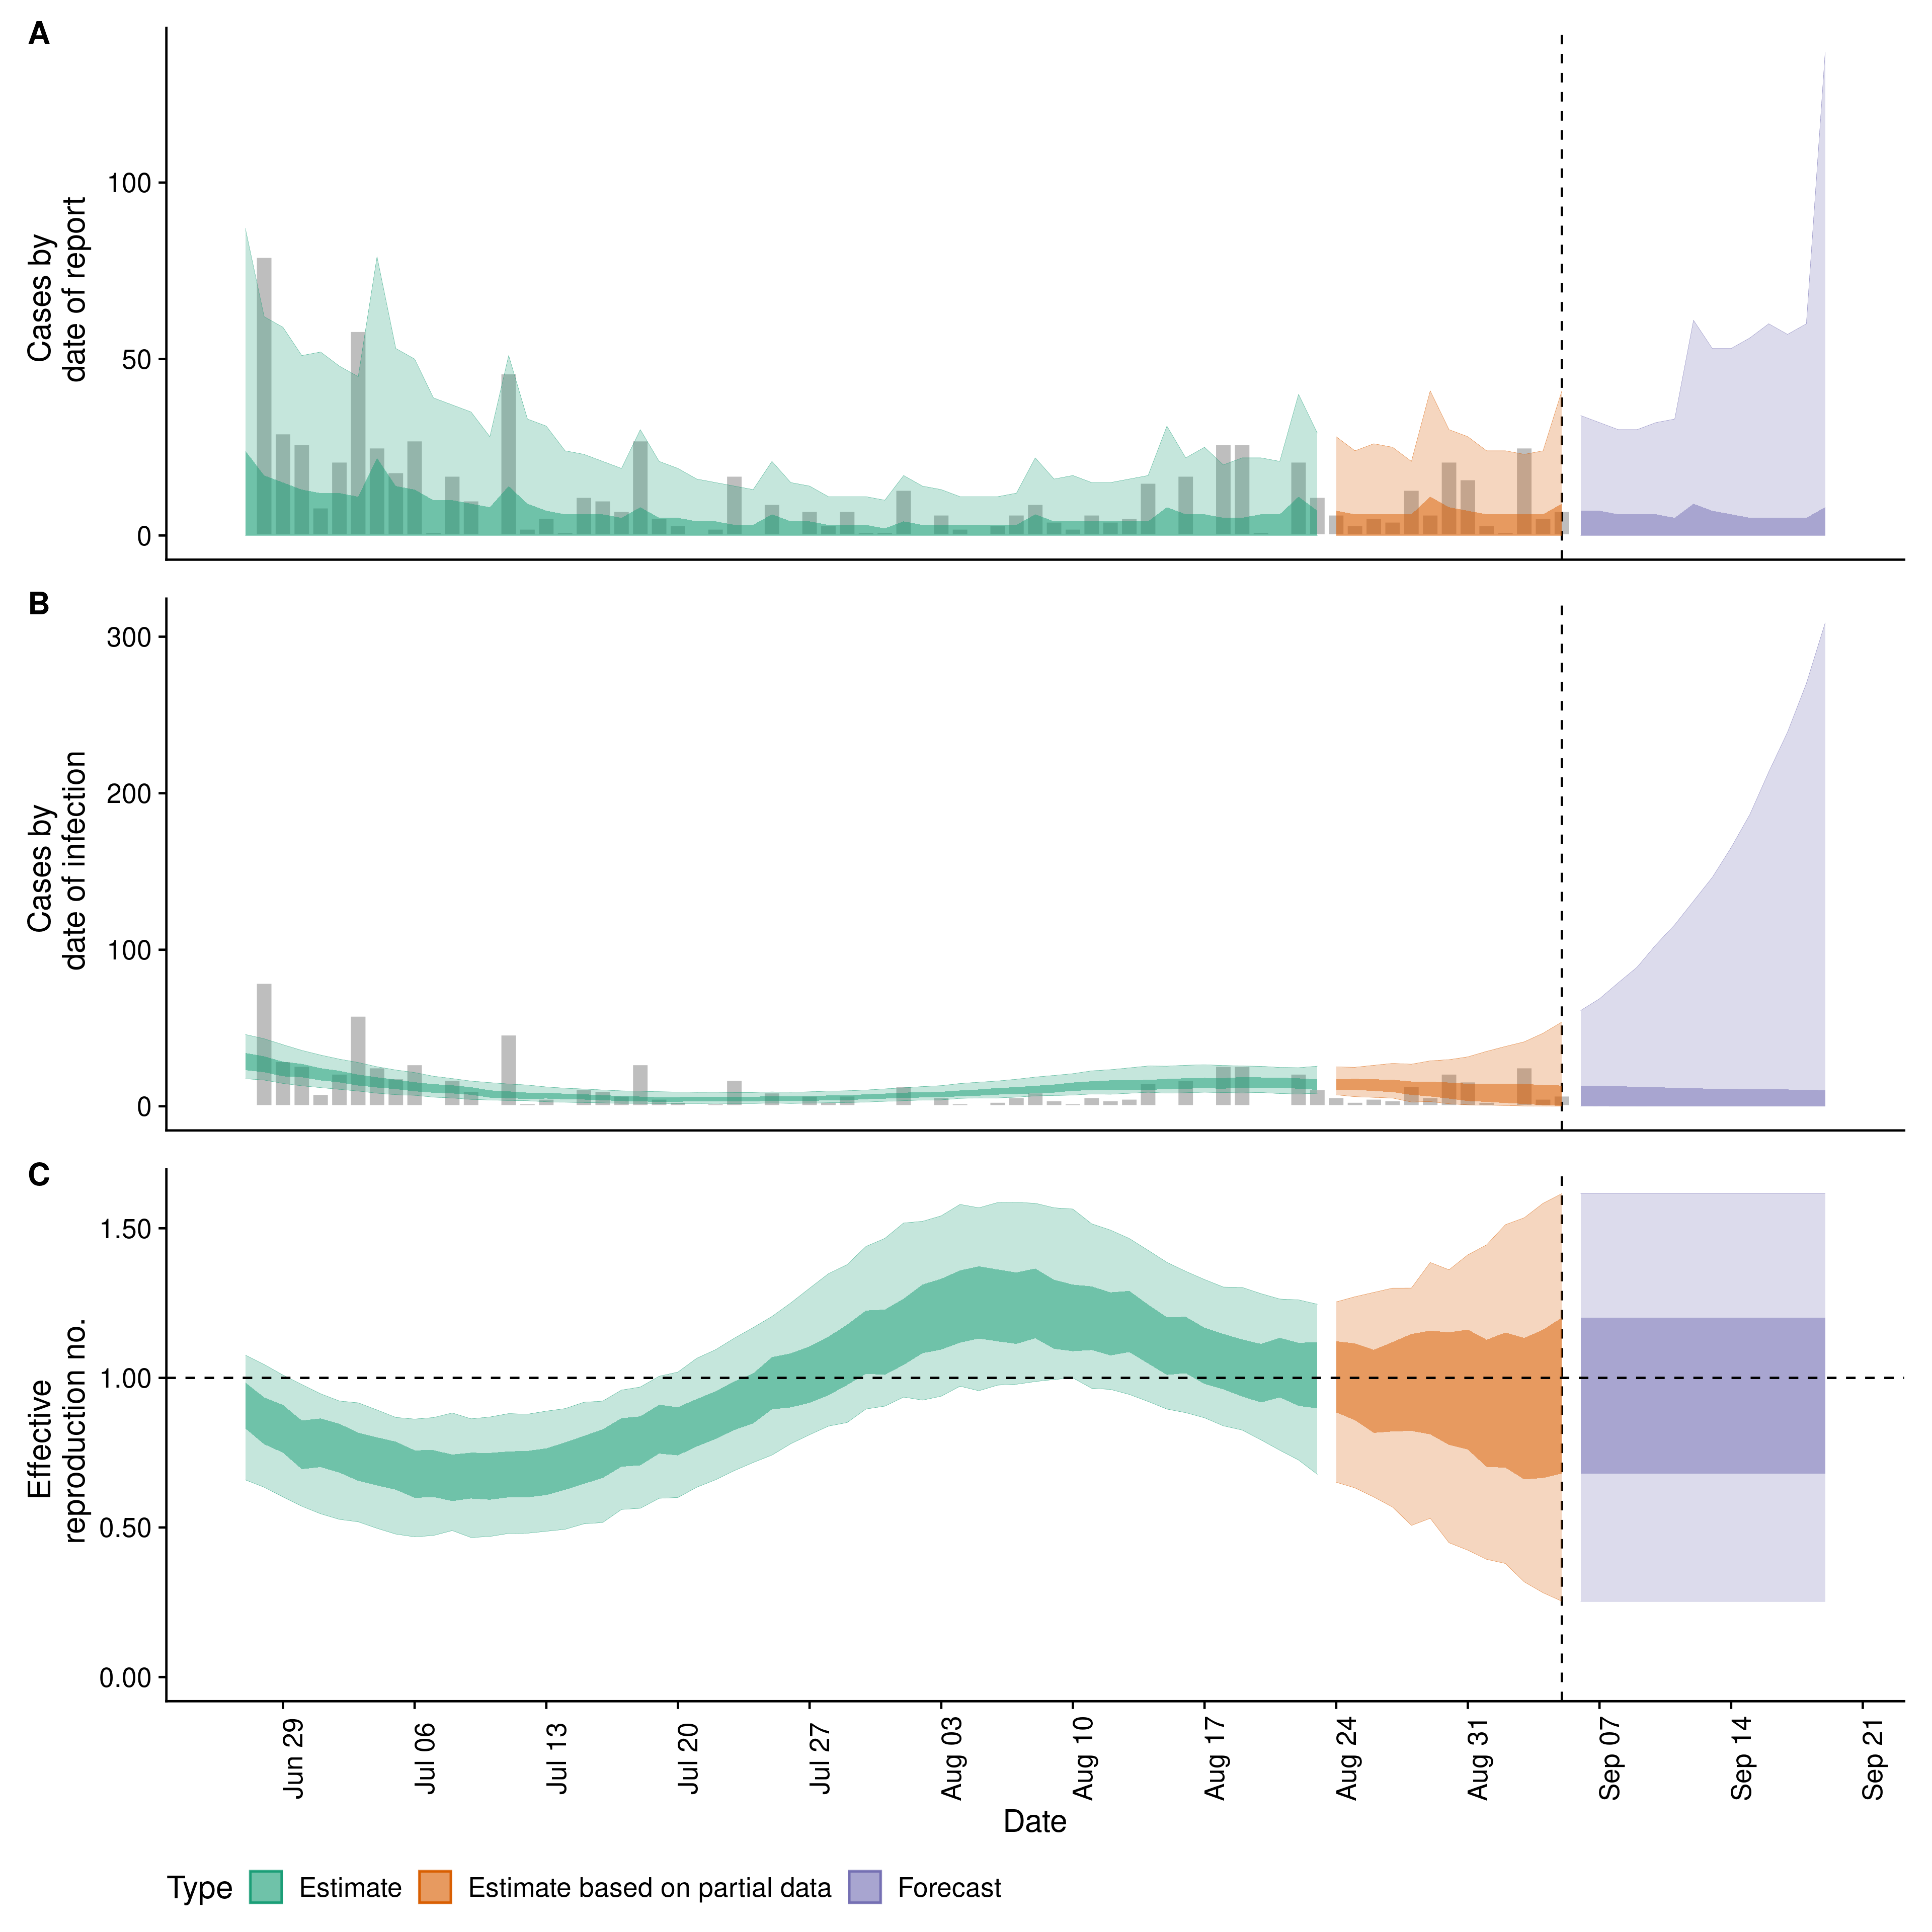 A
Cases by
date of report
100
50
0
B
Cases by
date of infection
300
200
100
0
C
Effective
reproduction no.
1.50
1.00
0.50
0.00
Jun 29
Jul 06
Jul 13
Jul 20
Jul 27
Aug 03
Aug 10
Aug 17
Aug 24
Aug 31
Sep 07
Sep 14
Sep 21
Date
Type Estimate Estimate based on partial data Forecast